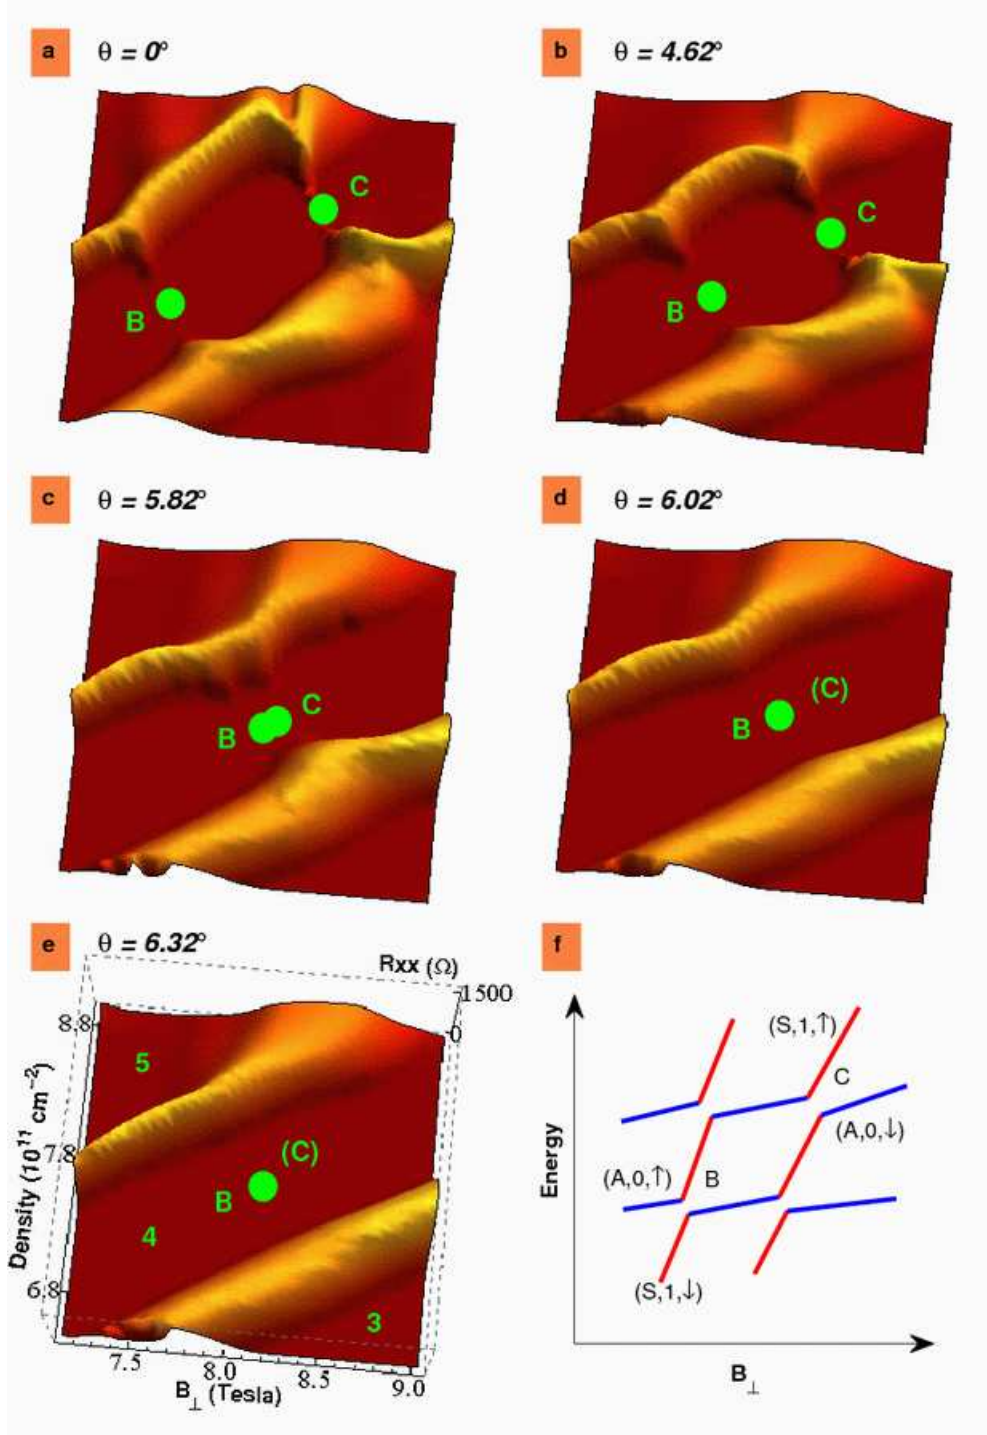 a θ = 0°
b θ = 4.62°
C
B
C
B
c θ = 5.82°
d θ = 6.02°
C
B
(C)
B
e θ = 6.32°
f
Rxx (Ω)
1500
0
8.8
7.8
6.8
Density (10¹¹ cm⁻²)
5
(C)
B
4
3
7.5
8.0
8.5
9.0
B⊥ (Tesla)
Energy
(S,1,↑)
C
(A,0,↓)
(A,0,↑)
B
(S,1,↓)
B⊥